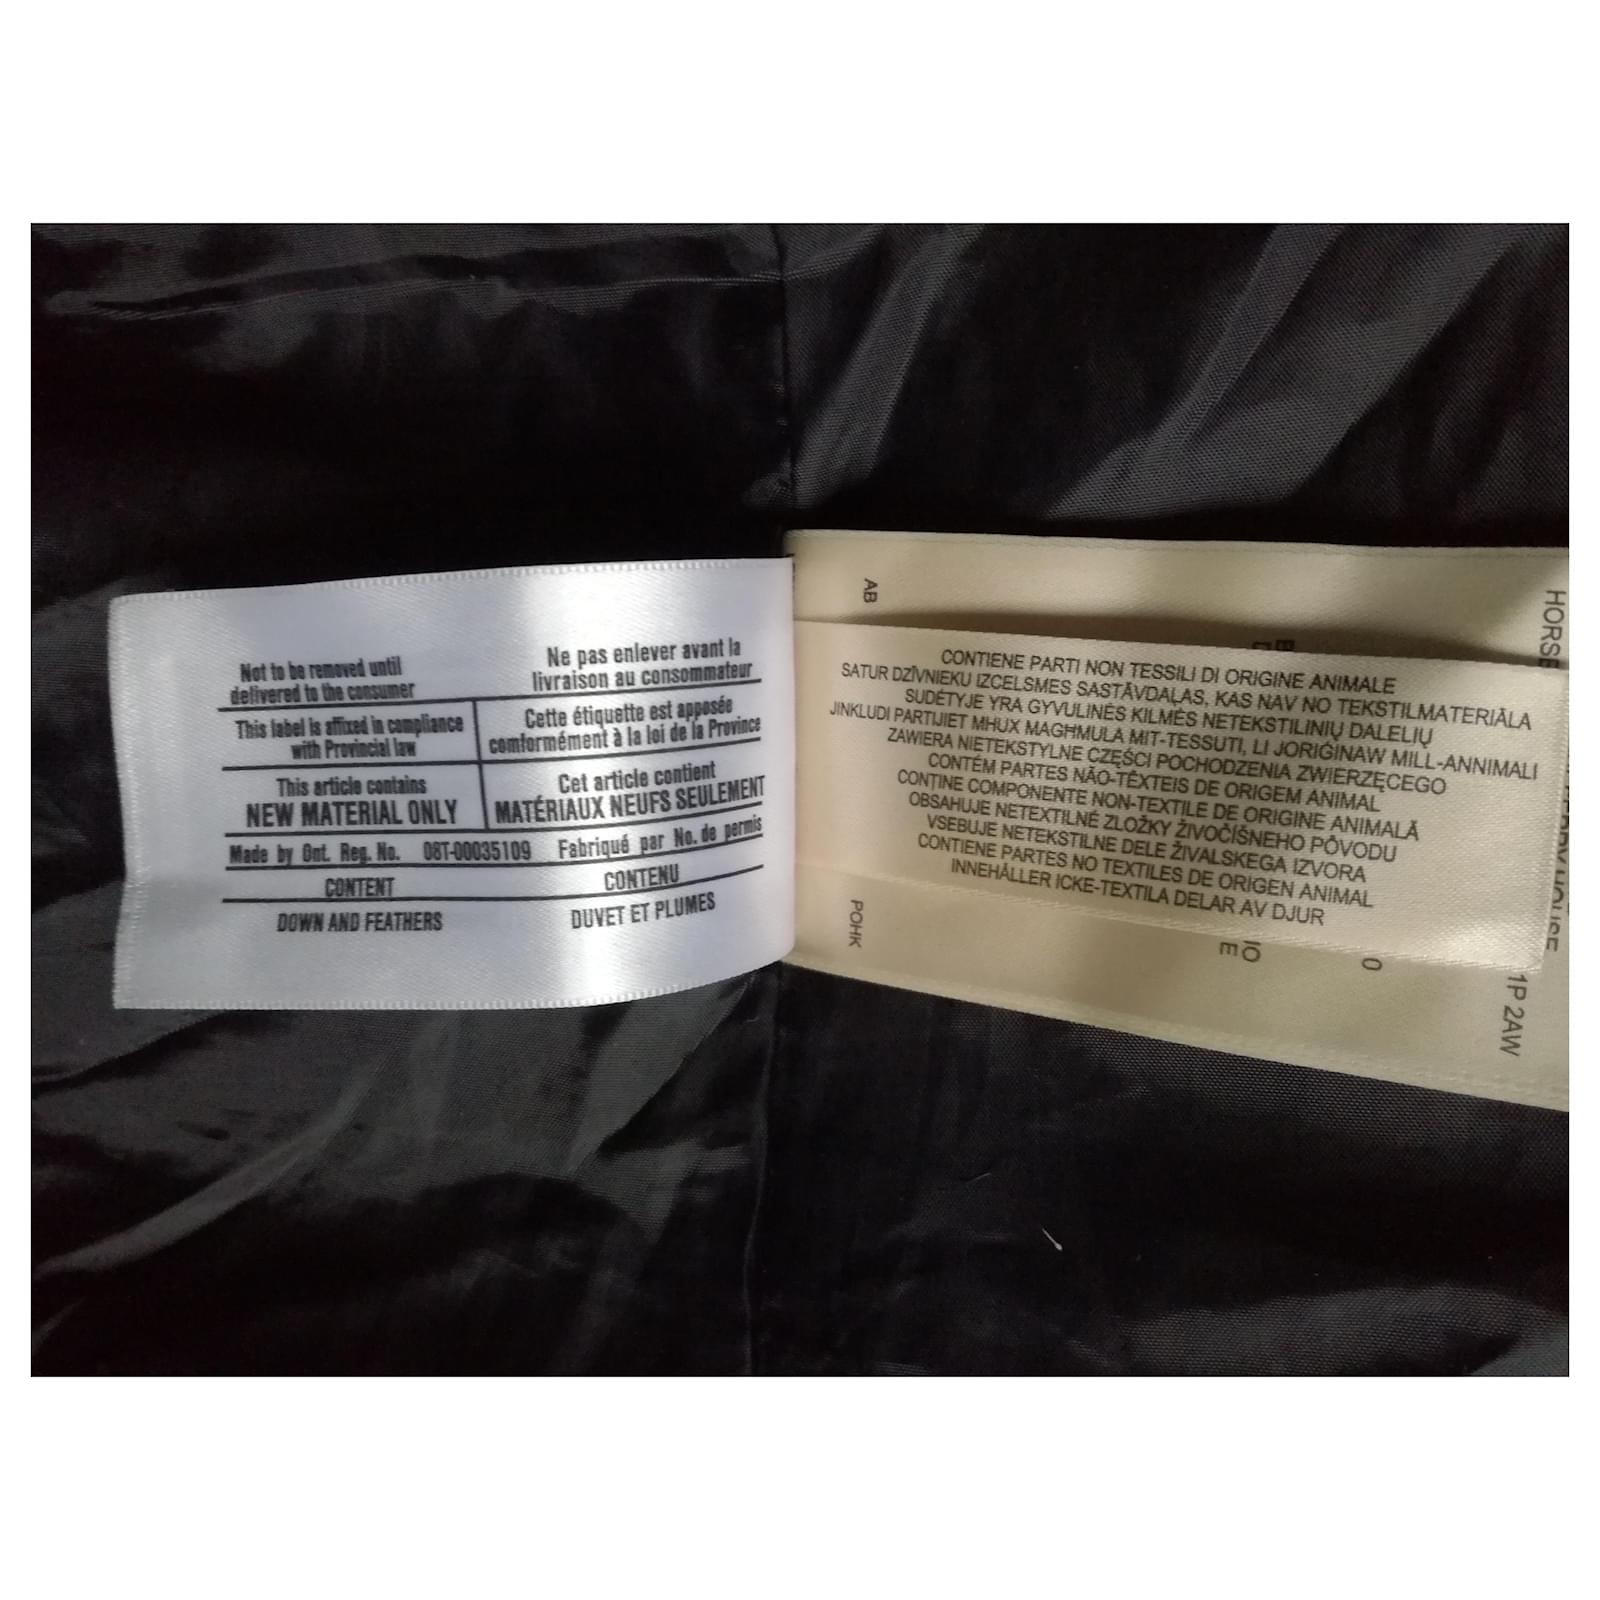 Not to be removed until
delivered to the consumer
Ne pas enlever avant la
livraison au consommateur
This label is affixed in compliance
with Provincial law
Cette étiquette est apposée
comformément à la loi de la Province
This article contains
NEW MATERIAL ONLY
Cet article contient
MATÉRIAUX NEUFS SEULEMENT
Made by Ont. Reg. No. 08T-00035109 Fabriqué par No. de permis
CONTENT
CONTENU
DOWN AND FEATHERS
DUVET ET PLUMES
AB
CONTIENE PARTI NON TESSILI DI ORIGINE ANIMALE
SATUR DZĪVNIEKU IZCELSMES SASTĀVDAĻAS, KAS NAV NO TEKSTILMATERIĀLA
SUDĖTYJE YRA GYVULINĖS KILMĖS NETEKSTILINIŲ DALELIŲ
JINKLUDI PARTIJIET MHUX MAGHMULA MIT-TESSUTI, LI JORIĠINAW MILL-ANNIMALI
ZAWIERA NIETEKSTYLNE CZĘŚCI POCHODZENIA ZWIERZĘCEGO
CONTÉM PARTES NÃO-TÊXTEIS DE ORIGEM ANIMAL
CONȚINE COMPONENTE NON-TEXTILE DE ORIGINE ANIMALĂ
OBSAHUJE NETEXTILNÉ ZLOŽKY ŽIVOČÍŠNEHO PÔVODU
VSEBUJE NETEKSTILNE DELE ŽIVALSKEGA IZVORA
CONTIENE PARTES NO TEXTILES DE ORIGEN ANIMAL
INNEHÅLLER ICKE-TEXTILA DELAR AV DJUR
POHK
IO
E
O
HORSE
1P 2AW